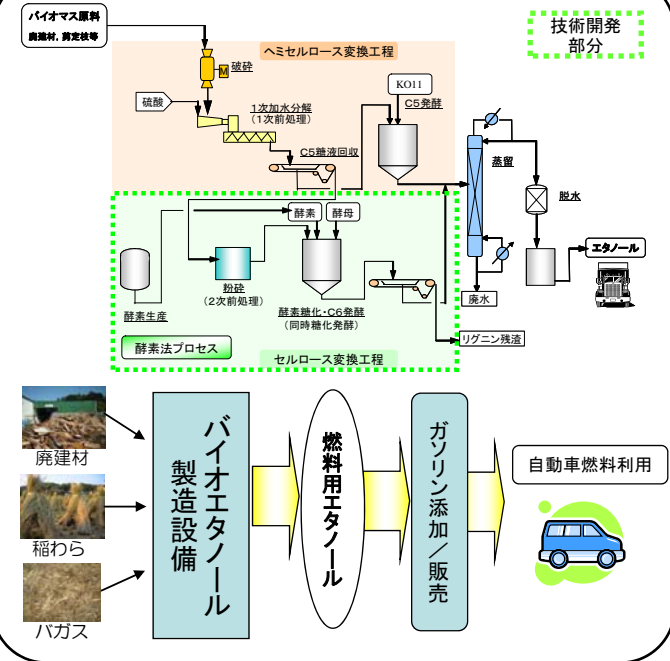 バイオマス原料
廃建材，剪定枝等
技術開発
部分
ヘミセルロース変換工程
M
破砕
KO11
C5発酵
硫酸
1次加水分解
(1次前処理)
C5糖液回収
蒸留
脱水
酵素
酵母
エタノール
粉砕
(2次前処理)
酵素生産
酵素糖化・C6発酵
(同時糖化発酵)
廃水
リグニン残渣
酵素法プロセス
セルロース変換工程
廃建材
稲わら
バガス
バイオエタノール
製造設備
燃料用エタノール
ガソリン添加／販売
自動車燃料利用